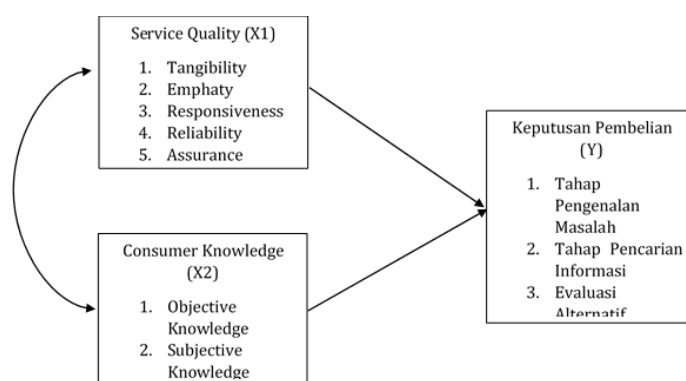 Service Quality (X1)
1. Tangibility
2. Emphaty
3. Responsiveness
4. Reliability
5. Assurance
Consumer Knowledge
(X2)
1. Objective
Knowledge
2. Subjective
Knowledge
Keputusan Pembelian
(Y)
1. Tahap
Pengenalan
Masalah
2. Tahap Pencarian
Informasi
3. Evaluasi
Alternatif